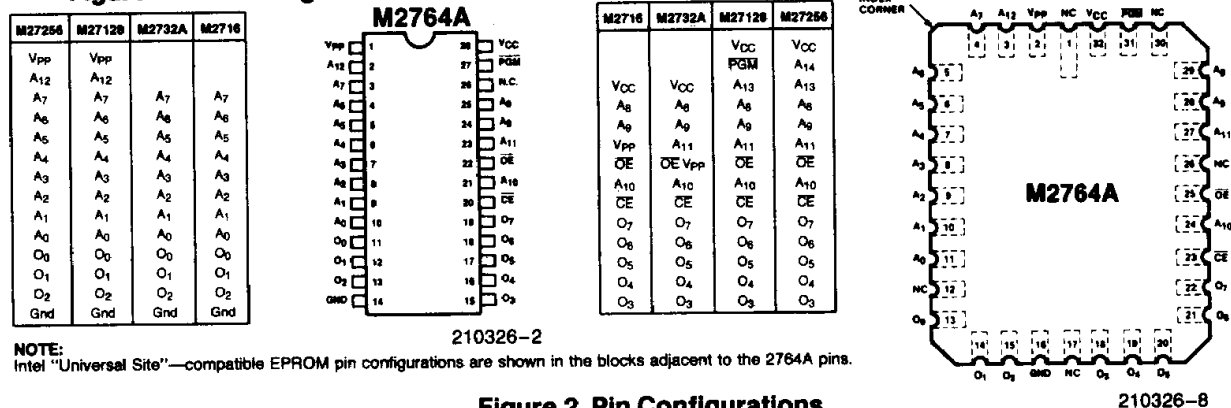 M2764A
INDEX
CORNER
M27256 M27128 M2732A M2716
VPP VPP
A12 A12
A7 A7 A7 A7
A6 A6 A6 A6
A5 A5 A5 A5
A4 A4 A4 A4
A3 A3 A3 A3
A2 A2 A2 A2
A1 A1 A1 A1
A0 A0 A0 A0
O0 O0 O0 O0
O1 O1 O1 O1
O2 O2 O2 O2
Gnd Gnd Gnd Gnd
VPP 1 28 VCC
A12 2 27 PGM
A7 3 26 N.C.
A6 4 25 A8
A5 5 24 A9
A4 6 23 A11
A3 7 22 OE
A2 8 21 A10
A1 9 20 CE
A0 10 19 O7
O0 11 18 O6
O1 12 17 O5
O2 13 16 O4
GND 14 15 O3
210326-2
M2716 M2732A M27128 M27256
VCC VCC
PGM A14
VCC VCC A13 A13
A8 A8 A8 A8
A9 A9 A9 A9
VPP A11 A11 A11
OE OE VPP OE OE
A10 A10 A10 A10
CE CE CE CE
O7 O7 O7 O7
O6 O6 O6 O6
O5 O5 O5 O5
O4 O4 O4 O4
O3 O3 O3 O3
A7 A12 VPP NC VCC PGM NC
4 3 2 1 32 31 30
A6 5 29 A8
A5 6 28 A9
A4 7 27 A11
A3 8 26 NC
A2 9 25 OE
A1 10 24 A10
A0 11 23 CE
NC 12 22 O7
O0 13 21 O6
M2764A
14 15 16 17 18 19 20
O1 O2 GND NC O3 O4 O5
210326-8
NOTE:
Intel "Universal Site"—compatible EPROM pin configurations are shown in the blocks adjacent to the 2764A pins.
Figure 2. Pin Configurations